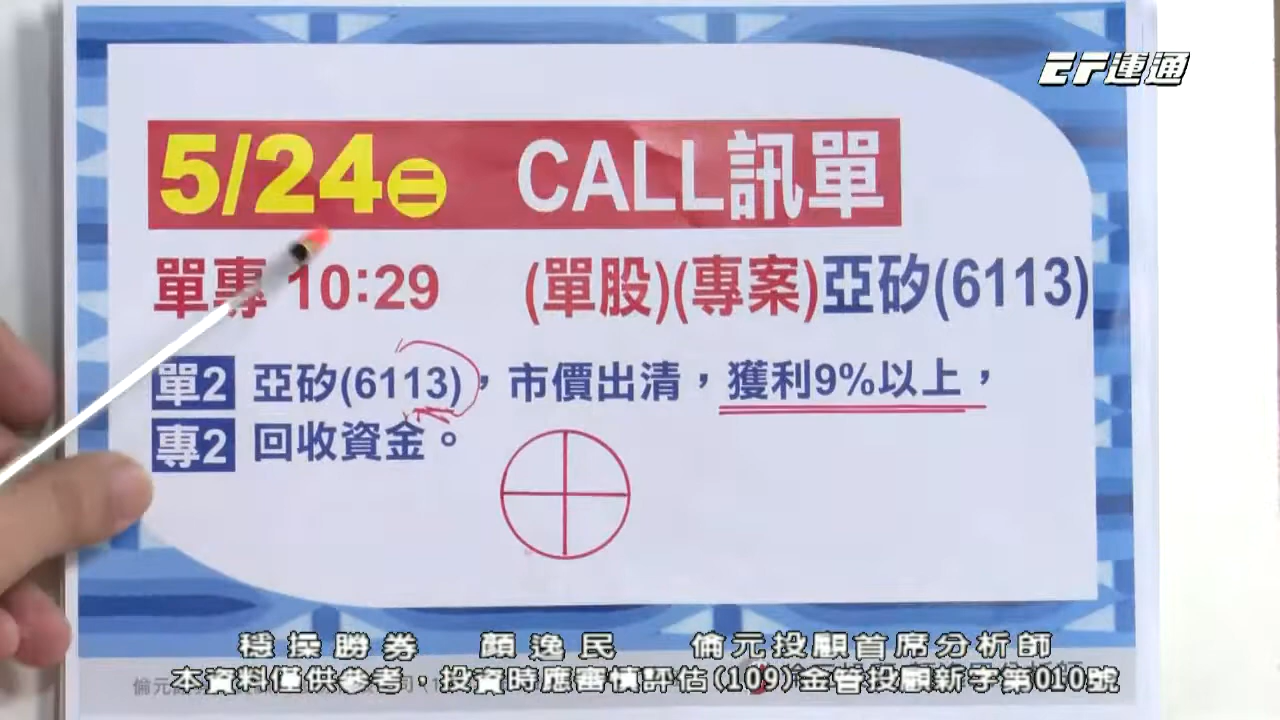 EF運通
5/24㊁ CALL訊單
單專 10:29 (單股)(專案)亞矽(6113)
單2 亞矽(6113),市價出清,獲利9%以上,
專2 回收資金。
穩操勝券 顏逸民 倫元投顧首席分析師
本資料僅供參考,投資時應審慎評估(109)金管投顧新字第010號